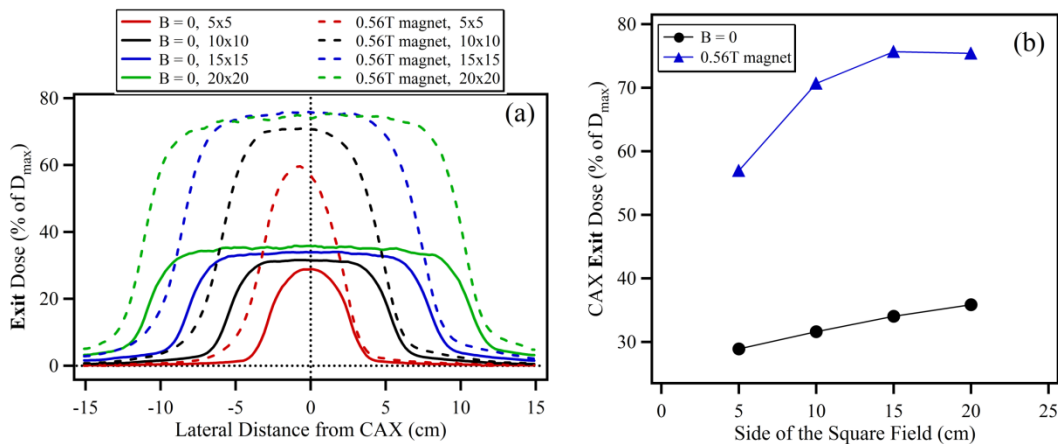 B = 0, 5x5 0.56T magnet, 5x5
B = 0, 10x10 0.56T magnet, 10x10
B = 0, 15x15 0.56T magnet, 15x15
B = 0, 20x20 0.56T magnet, 20x20
(a)
Exit Dose (% of Dmax)
80
60
40
20
0
-15 -10 -5 0 5 10 15
Lateral Distance from CAX (cm)
B = 0
0.56T magnet
(b)
CAX Exit Dose (% of Dmax)
80
70
60
50
40
30
0 5 10 15 20 25
Side of the Square Field (cm)